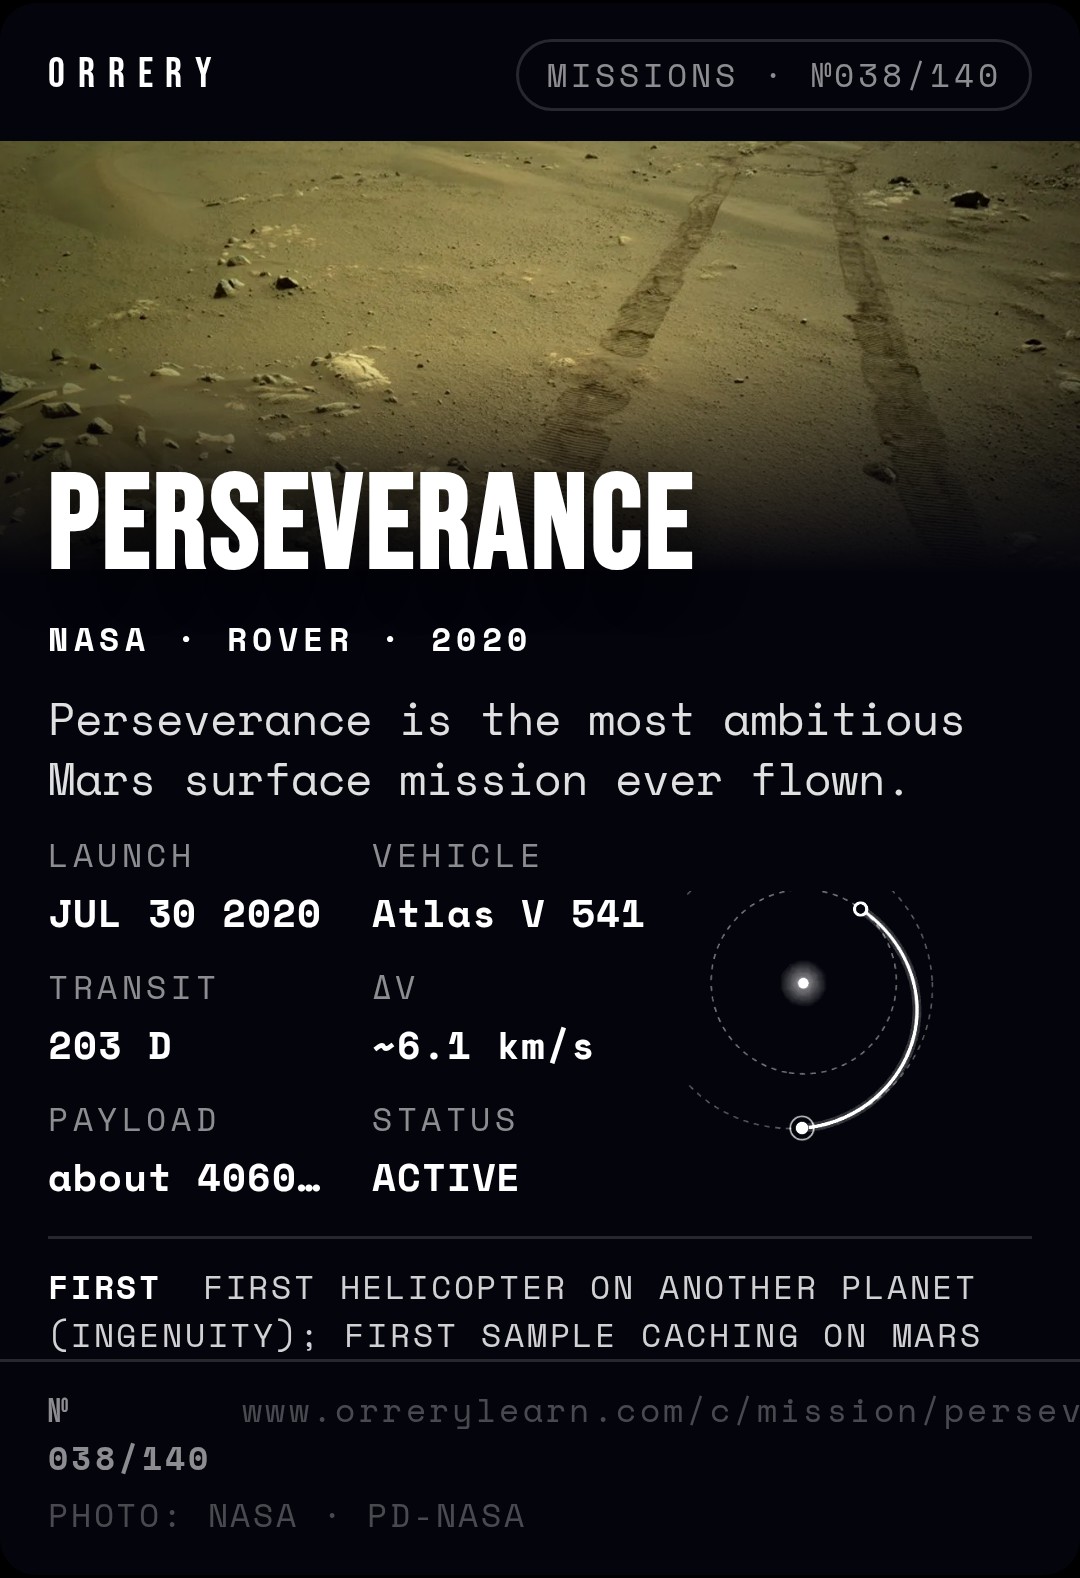 ORRERY
MISSIONS · №038/140
PERSEVERANCE
NASA · ROVER · 2020
Perseverance is the most ambitious
Mars surface mission ever flown.
LAUNCH VEHICLE
JUL 30 2020 Atlas V 541
TRANSIT ΔV
203 D ~6.1 km/s
PAYLOAD STATUS
about 4060… ACTIVE
FIRST FIRST HELICOPTER ON ANOTHER PLANET
(INGENUITY); FIRST SAMPLE CACHING ON MARS
№ www.orrerylearn.com/c/mission/persev
038/140
PHOTO: NASA · PD-NASA